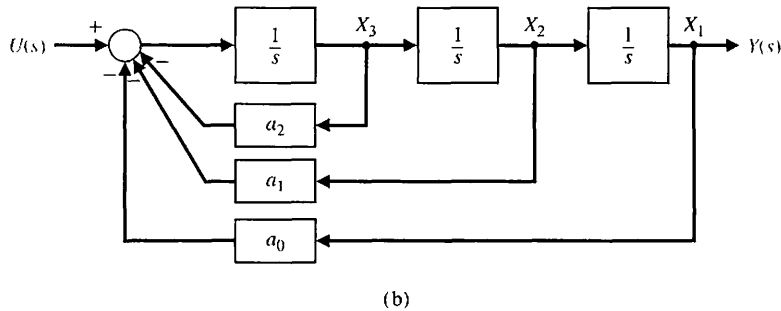 U(s) + − − − 1/s X₃ 1/s X₂ 1/s X₁ Y(s)
a₂
a₁
a₀
(b)